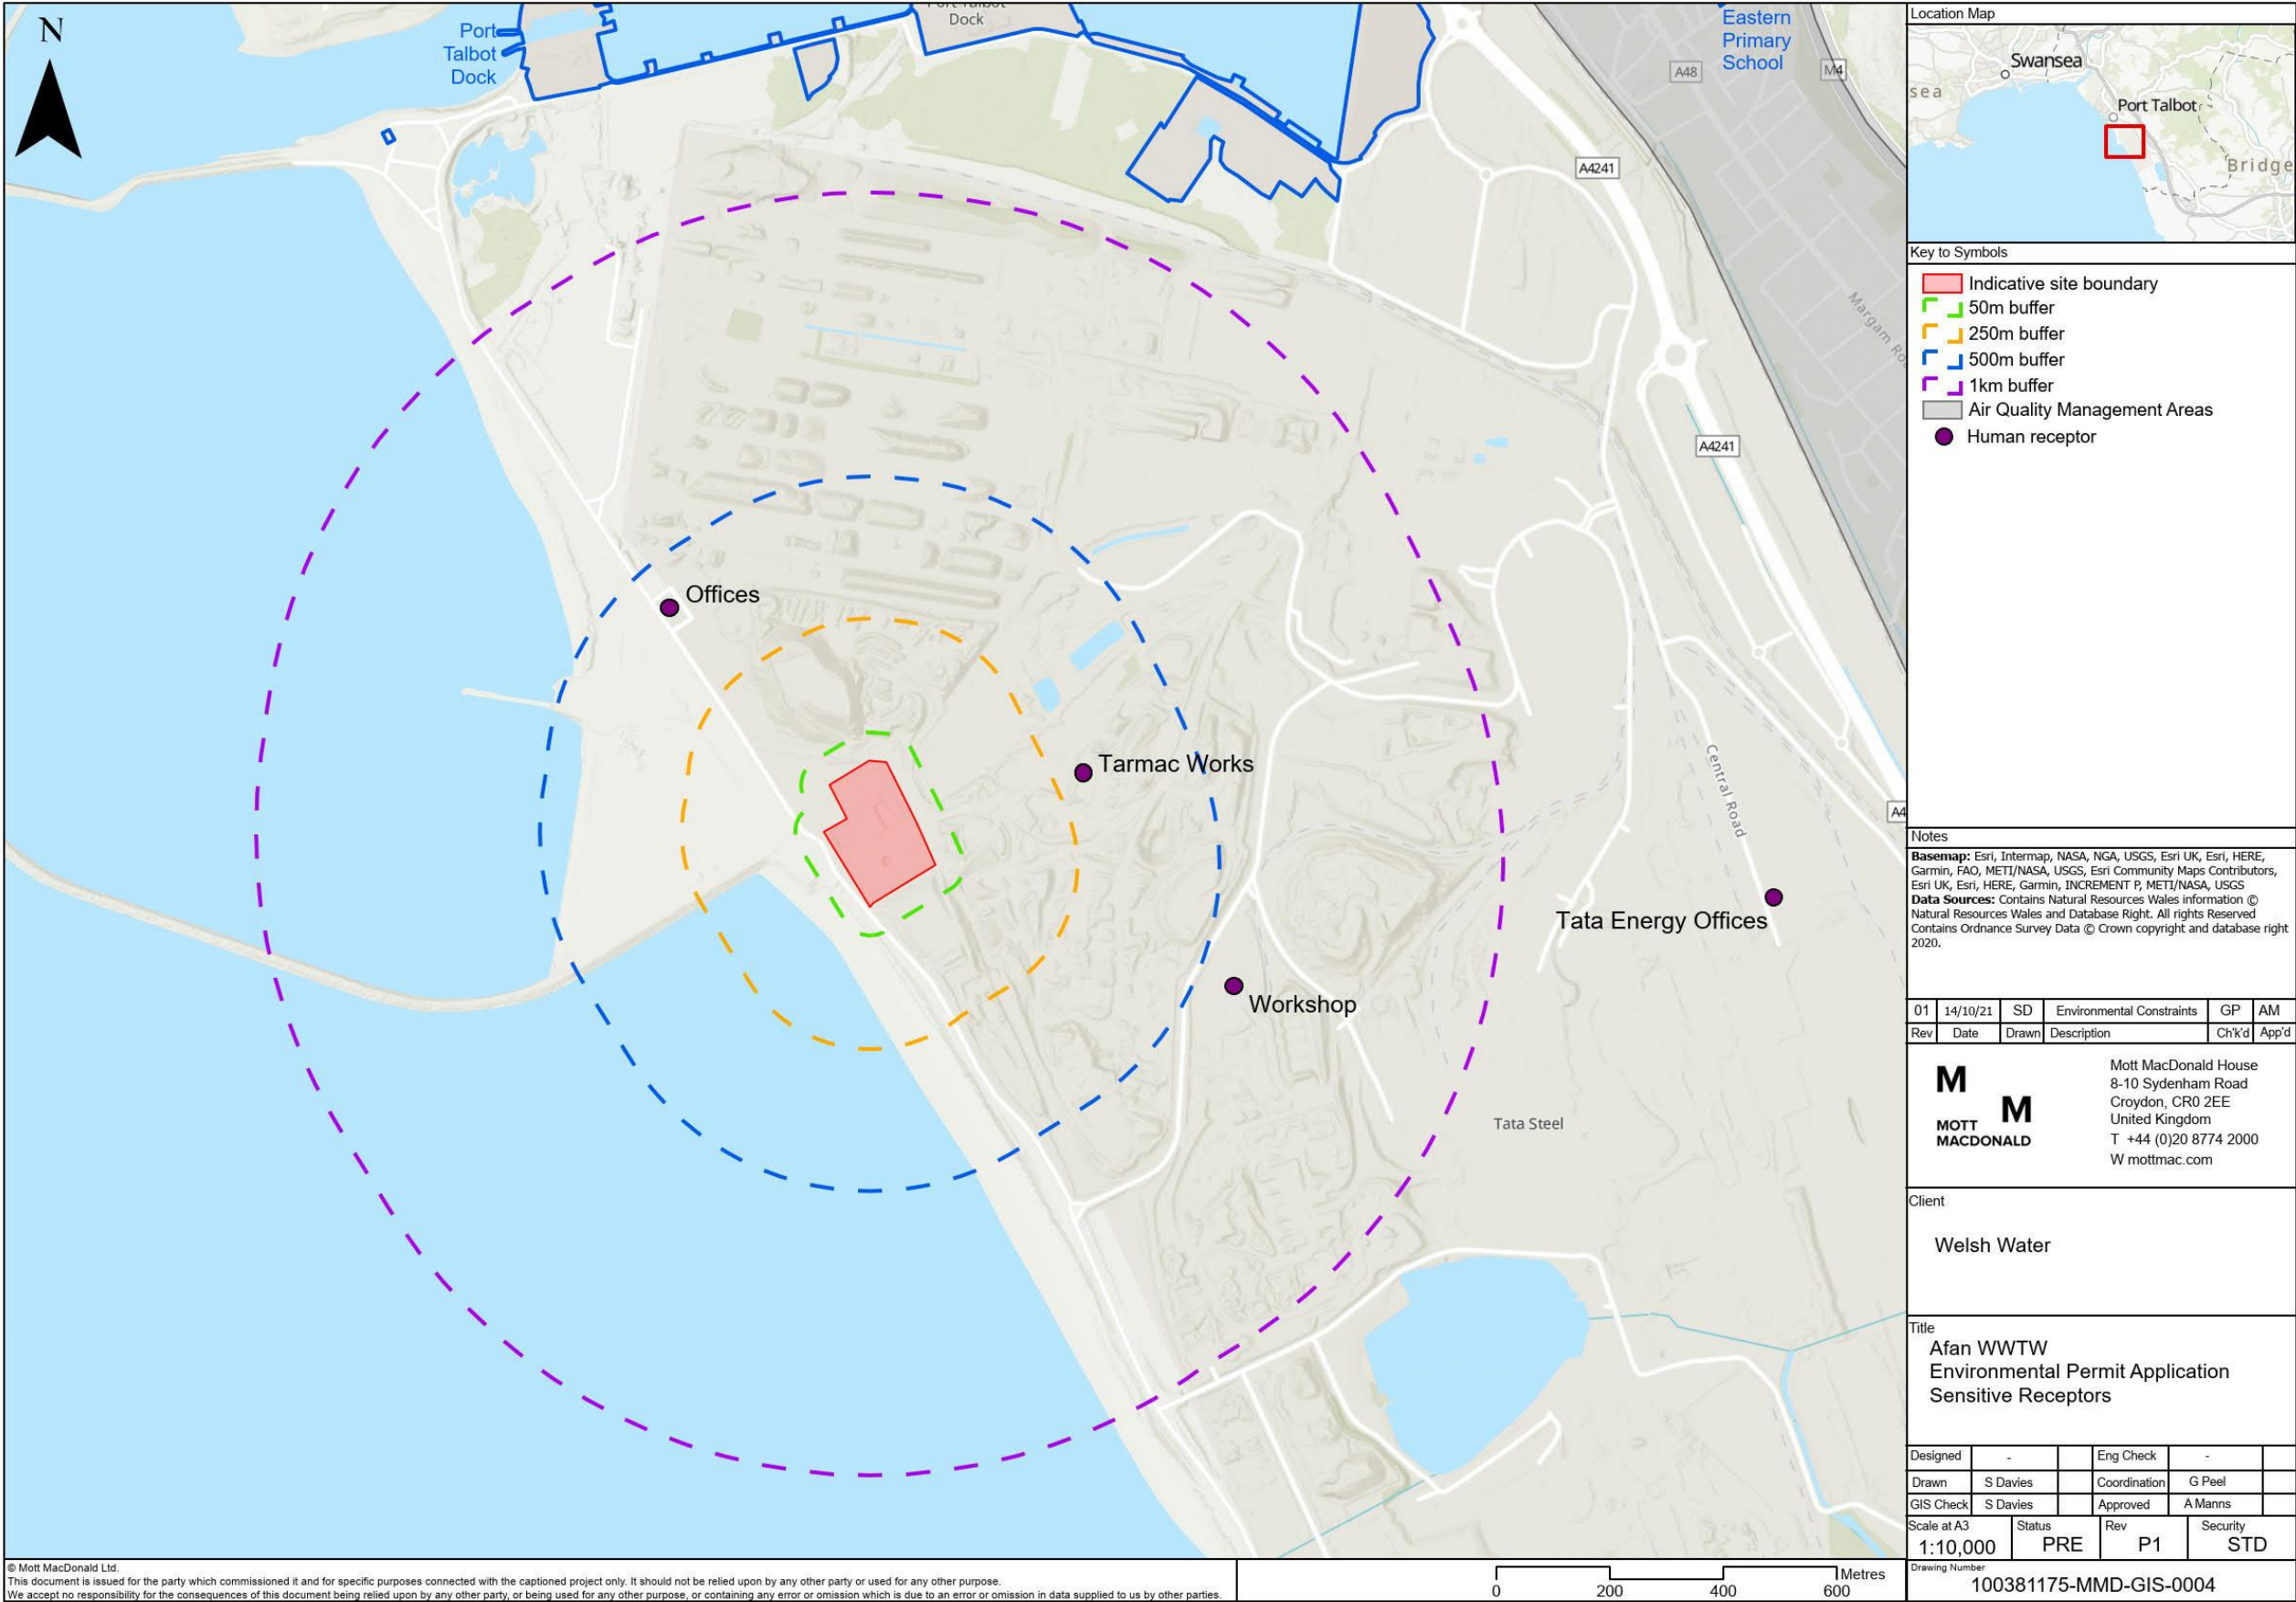 N
Port
Talbot
Dock
Port Talbot
Dock
Eastern
Primary
School
A48
M4
A4241
A4241
Offices
Tarmac Works
Central Road
A4
Tata Energy Offices
Workshop
Tata Steel
Location Map
Swansea
sea
Port Talbot
Bridge
Key to Symbols
Indicative site boundary
50m buffer
250m buffer
500m buffer
1km buffer
Air Quality Management Areas
Human receptor
Notes
Basemap: Esri, Intermap, NASA, NGA, USGS, Esri UK, Esri, HERE,
Garmin, FAO, METI/NASA, USGS, Esri Community Maps Contributors,
Esri UK, Esri, HERE, Garmin, INCREMENT P, METI/NASA, USGS
Data Sources: Contains Natural Resources Wales information ©
Natural Resources Wales and Database Right. All rights Reserved
Contains Ordnance Survey Data © Crown copyright and database right
2020.
01 14/10/21 SD Environmental Constraints GP AM
Rev Date Drawn Description Ch'k'd App'd
M
M
MOTT
MACDONALD
Mott MacDonald House
8-10 Sydenham Road
Croydon, CR0 2EE
United Kingdom
T +44 (0)20 8774 2000
W mottmac.com
Client
Welsh Water
Title
Afan WWTW
Environmental Permit Application
Sensitive Receptors
Designed - Eng Check -
Drawn S Davies Coordination G Peel
GIS Check S Davies Approved A Manns
Scale at A3 Status Rev Security
1:10,000 PRE P1 STD
Drawing Number
100381175-MMD-GIS-0004
© Mott MacDonald Ltd.
This document is issued for the party which commissioned it and for specific purposes connected with the captioned project only. It should not be relied upon by any other party or used for any other purpose.
We accept no responsibility for the consequences of this document being relied upon by any other party, or being used for any other purpose, or containing any error or omission which is due to an error or omission in data supplied to us by other parties.
Metres
0 200 400 600